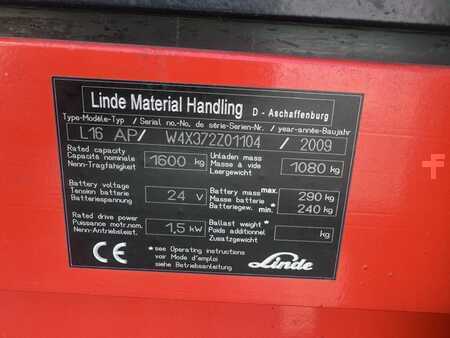 Linde Material Handling D - Aschaffenburg
Type-Modèle-Typ / Serial no.-No. de série-Serien-Nr. / year-année-Baujahr
L16 AP / W4X372Z01104 / 2009
Rated capacity
Capacité nominale 1600 kg
Nenn-Tragfähigkeit
Unladen mass
Masse à vide 1080 kg
Leergewicht
Battery voltage
Tension batterie 24 V
Batteriespannung
Battery mass max. 290 kg
Masse batterie
Batteriegew. min.* 240 kg
Rated drive power
Puissance motr.nom. 1,5 kW
Nenn-Antriebsleist.
Ballast weight *
Poids additionnel kg
Zusatzgewicht
CE
* see Operating instructions
voir Mode d'emploi
siehe Betriebsanleitung
Linde